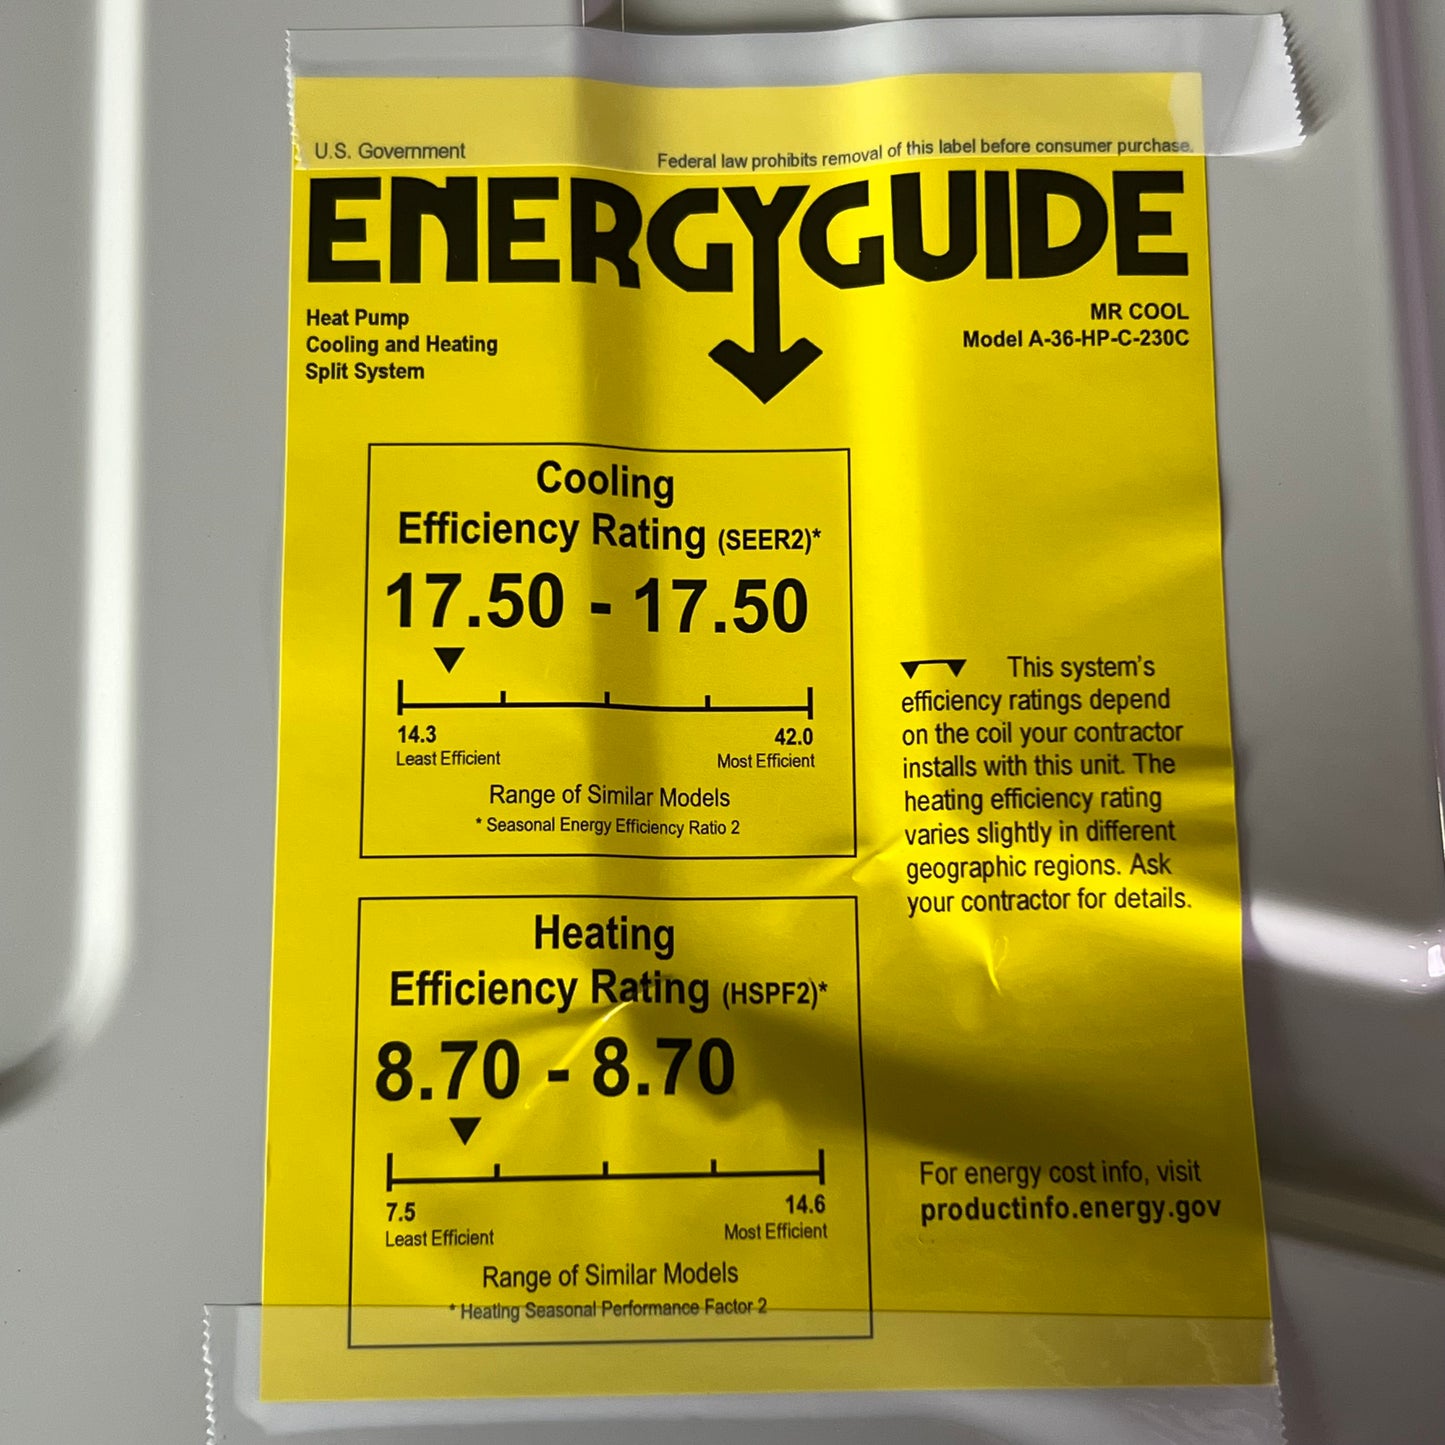 U.S. Government
Federal law prohibits removal of this label before consumer purchase.
ENERGYGUIDE
Heat Pump
Cooling and Heating
Split System
MR COOL
Model A-36-HP-C-230C
Cooling
Efficiency Rating (SEER2)*
17.50 - 17.50
14.3
42.0
Least Efficient
Most Efficient
Range of Similar Models
* Seasonal Energy Efficiency Ratio 2
This system's
efficiency ratings depend
on the coil your contractor
installs with this unit. The
heating efficiency rating
varies slightly in different
geographic regions. Ask
your contractor for details.
Heating
Efficiency Rating (HSPF2)*
8.70 - 8.70
7.5
14.6
Least Efficient
Most Efficient
Range of Similar Models
* Heating Seasonal Performance Factor 2
For energy cost info, visit
productinfo.energy.gov